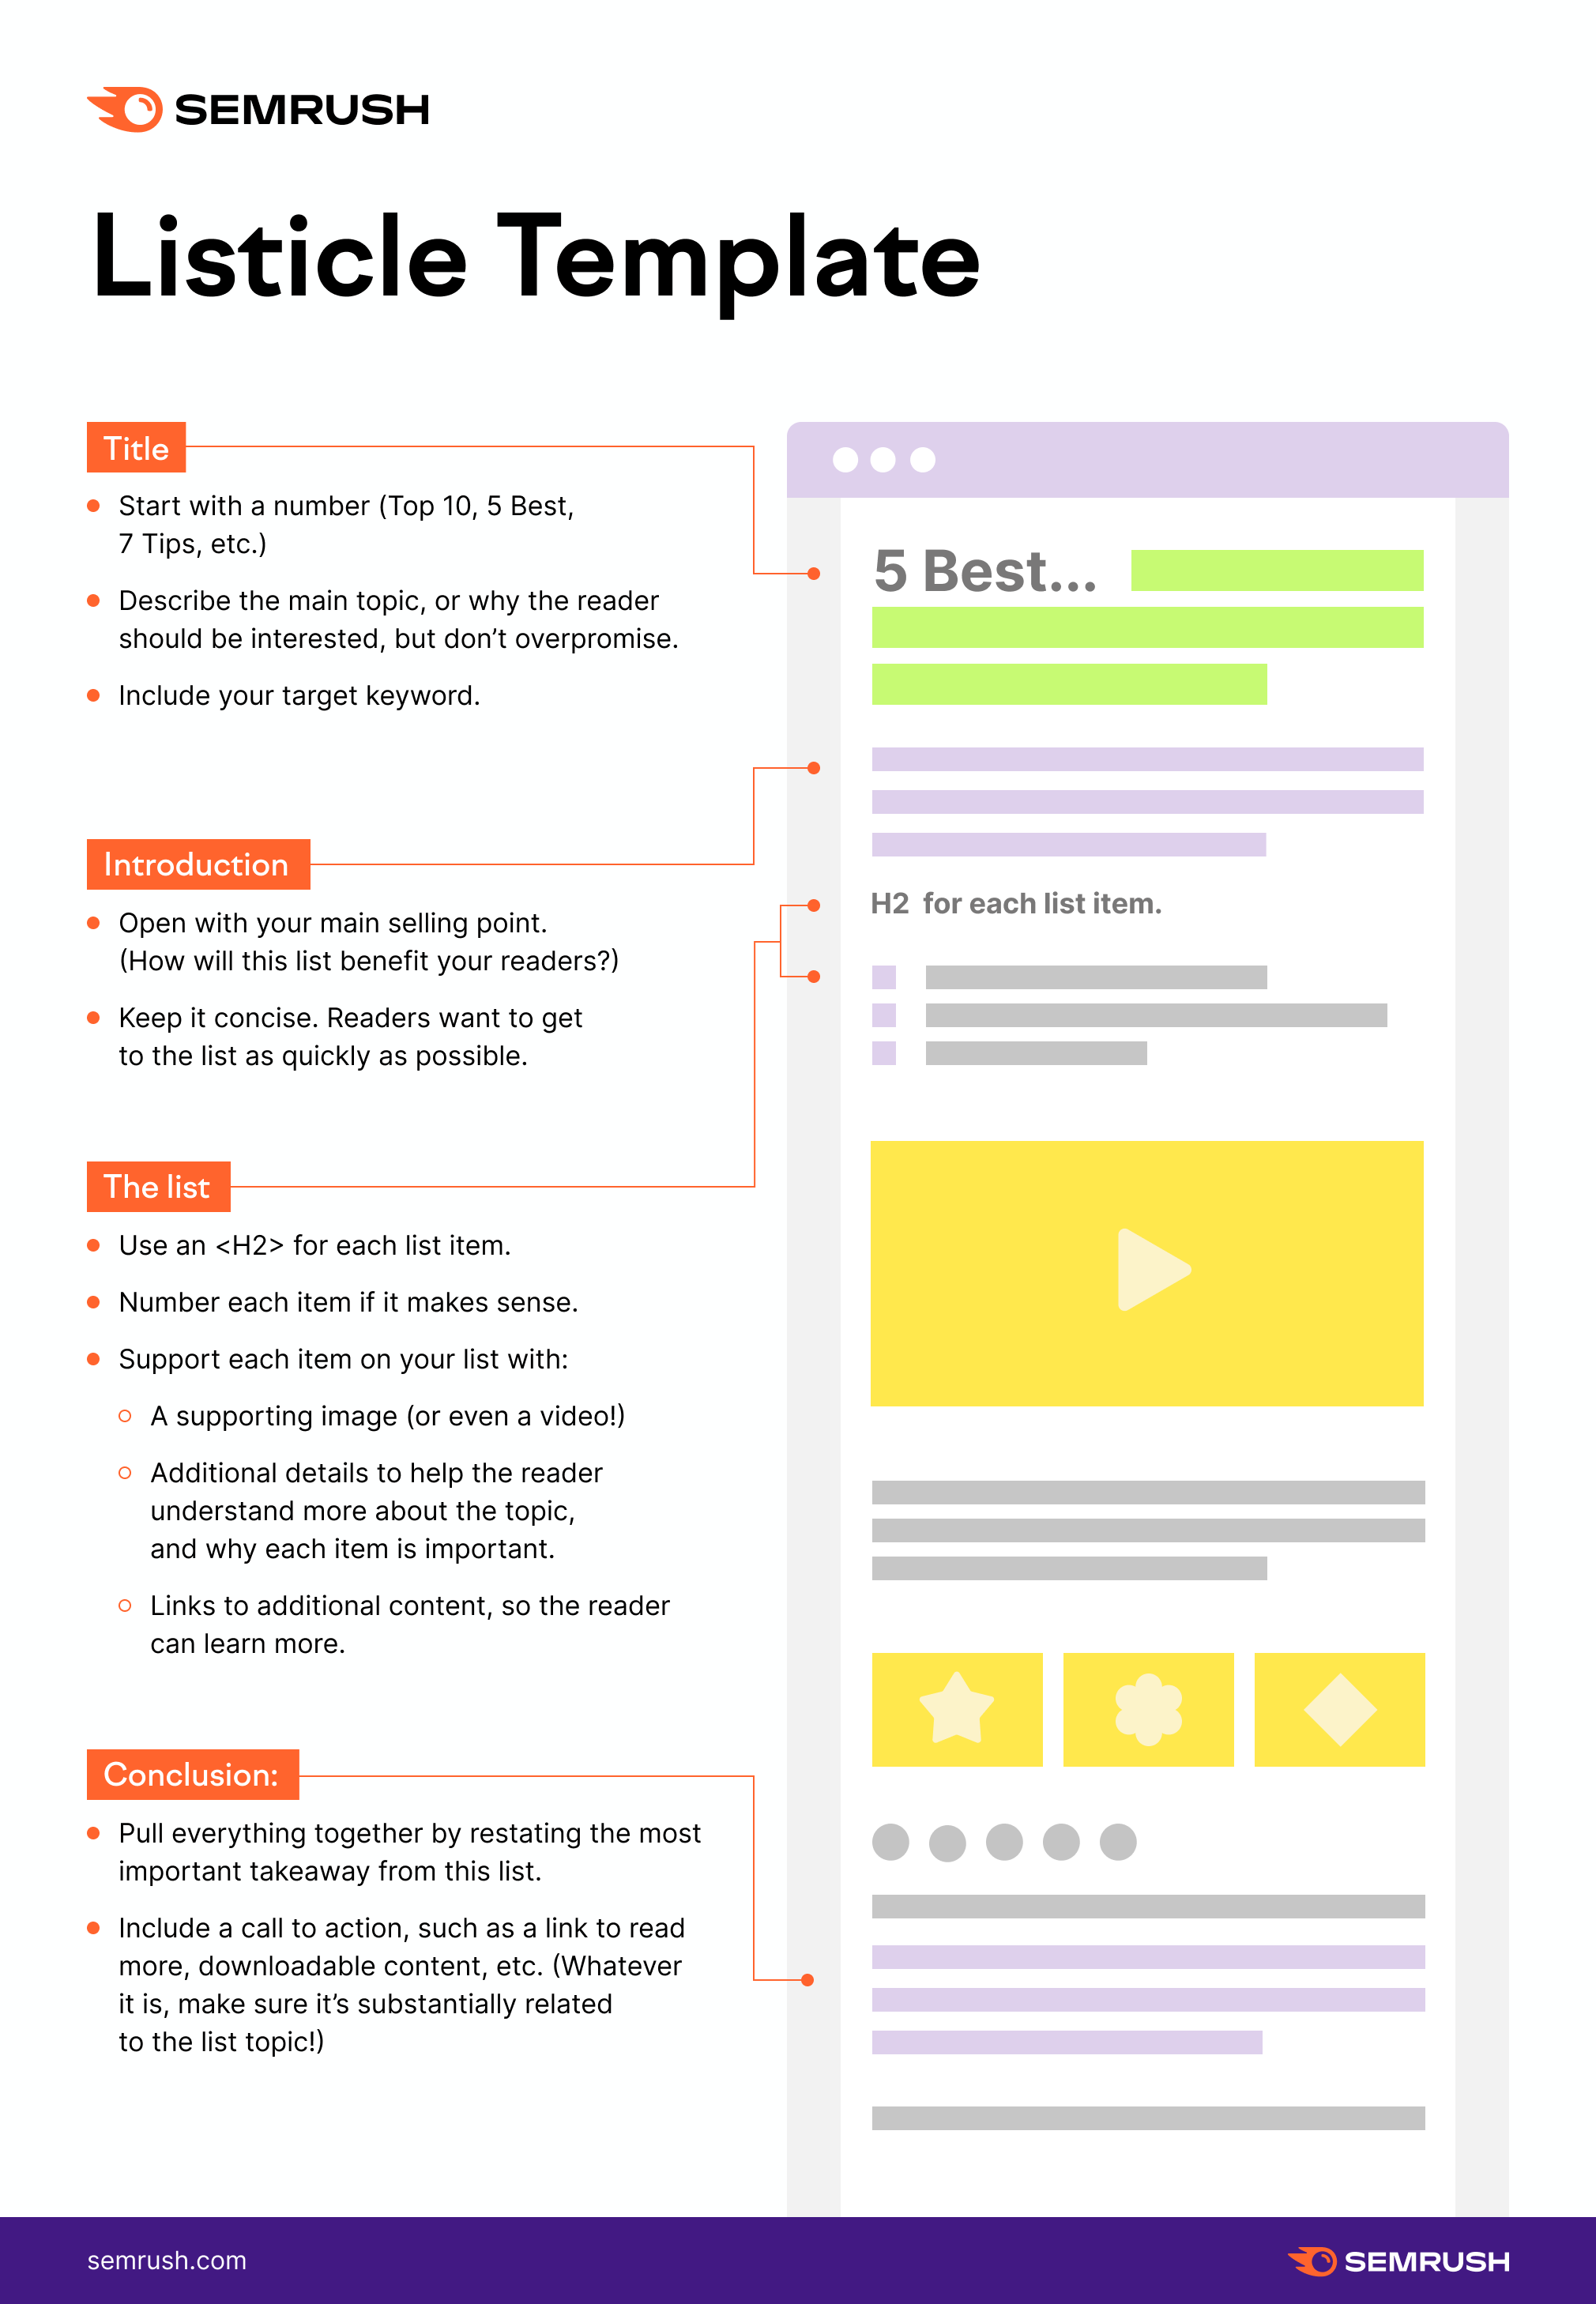 SEMRUSH
Listicle Template
Title
Start with a number (Top 10, 5 Best,
7 Tips, etc.)
Describe the main topic, or why the reader
should be interested, but don’t overpromise.
Include your target keyword.
Introduction
Open with your main selling point.
(How will this list benefit your readers?)
Keep it concise. Readers want to get
to the list as quickly as possible.
The list
Use an <H2> for each list item.
Number each item if it makes sense.
Support each item on your list with:
A supporting image (or even a video!)
Additional details to help the reader
understand more about the topic,
and why each item is important.
Links to additional content, so the reader
can learn more.
Conclusion:
Pull everything together by restating the most
important takeaway from this list.
Include a call to action, such as a link to read
more, downloadable content, etc. (Whatever
it is, make sure it’s substantially related
to the list topic!)
5 Best...
H2 for each list item.
semrush.com
SEMRUSH